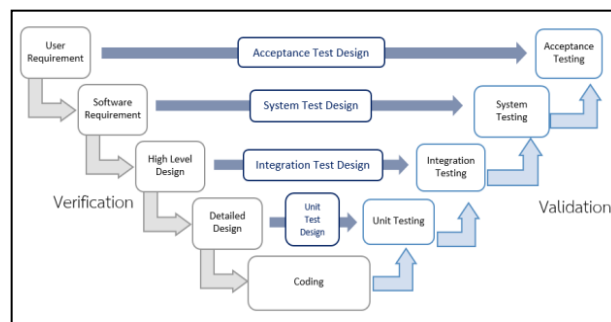 User
Requirement
Acceptance Test Design
Acceptance
Testing
Software
Requirement
System Test Design
System
Testing
High Level
Design
Integration Test Design
Integration
Testing
Verification
Validation
Detailed
Design
Unit
Test
Design
Unit Testing
Coding